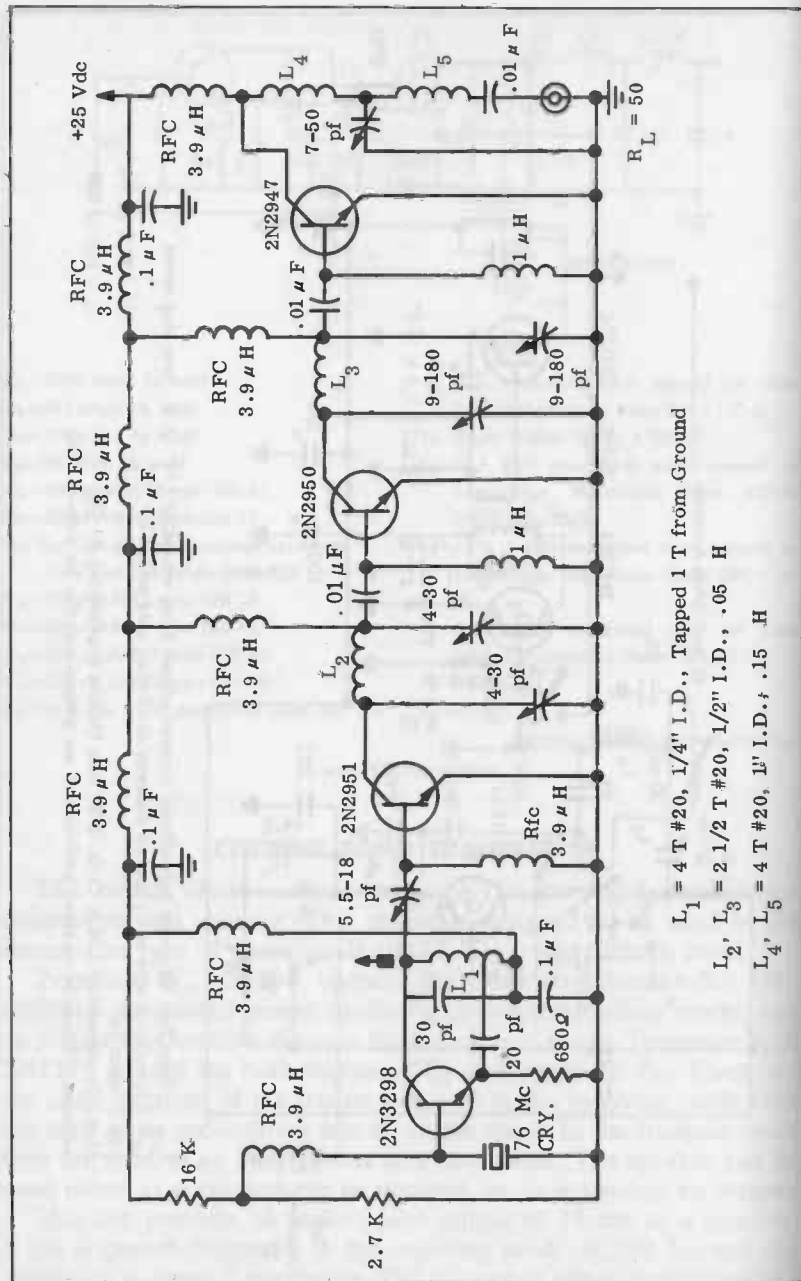 +25 Vdc
RFC
3.9 μH
L4
7-50
pf
L5
.01 μF
RL = 50
.1 μF
RFC
3.9 μH
2N2947
.01 μF
1 μH
RFC
3.9 μH
L3
9-180
pf
9-180
pf
RFC
3.9 μH
.1 μF
2N2950
.01 μF
1 μH
4-30
pf
RFC
3.9 μH
L2
4-30
pf
RFC
3.9 μH
.1 μF
2N2951
Rfc
3.9 μH
5.5-18
pf
RFC
3.9 μH
L1
30
pf
.1 μF
20
pf
680Ω
2N3298
76 Mc
CRY.
RFC
3.9 μH
16 K
2.7 K
L1 = 4 T #20, 1/4" I.D., Tapped 1 T from Ground
L2, L3 = 2 1/2 T #20, 1/2" I.D., .05 H
L4, L5 = 4 T #20, 1" I.D., .15 H